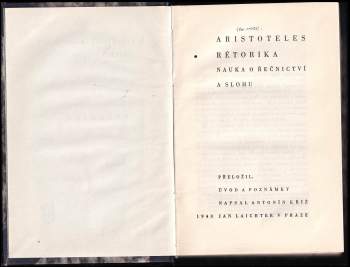 ARISTOTELES
RÉTORIKA
NAUKA O ŘEČNICTVÍ
A SLOHU
PŘELOŽIL,
ÚVOD A POZNÁMKY
NAPSAL ANTONÍN KŘÍŽ
1948 JAN LAICHTER V PRAZE